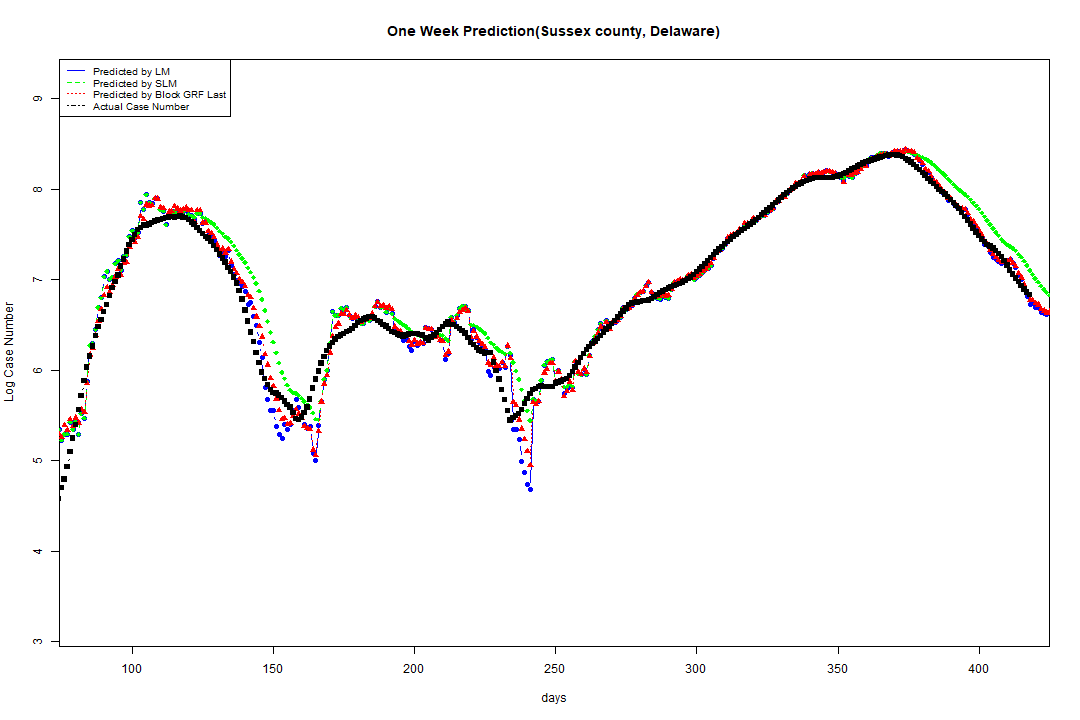 One Week Prediction(Sussex county, Delaware)
Predicted by LM
Predicted by SLM
Predicted by Block GRF Last
Actual Case Number
9
8
7
6
5
4
3
Log Case Number
100 150 200 250 300 350 400
days